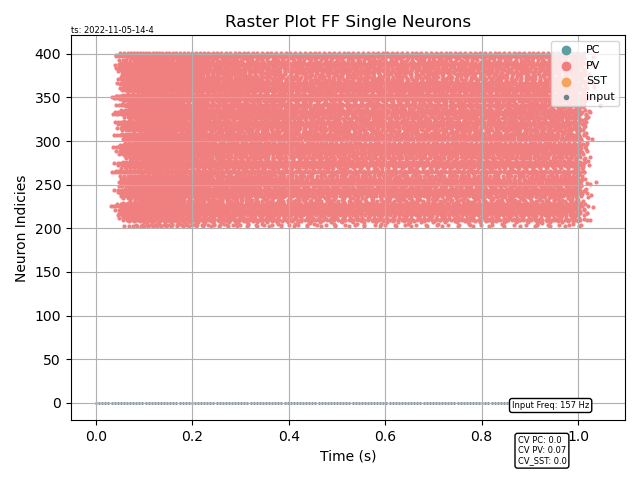 Raster Plot FF Single Neurons
ts: 2022-11-05-14-4
PC
PV
SST
input
Neuron Indicies
400
350
300
250
200
150
100
50
0
Input Freq: 157 Hz
0.0 0.2 0.4 0.6 0.8 1.0
Time (s)
CV PC: 0.0
CV PV: 0.07
CV_SST: 0.0